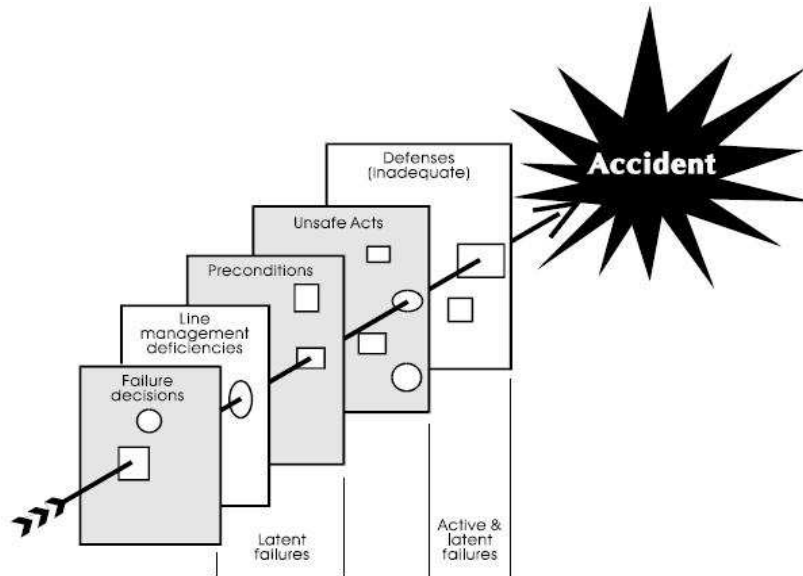 Accident
Defenses
(Inadequate)
Unsafe Acts
Preconditions
Line
management
deficiencies
Failure
decisions
Latent
failures
Active &
latent
failures